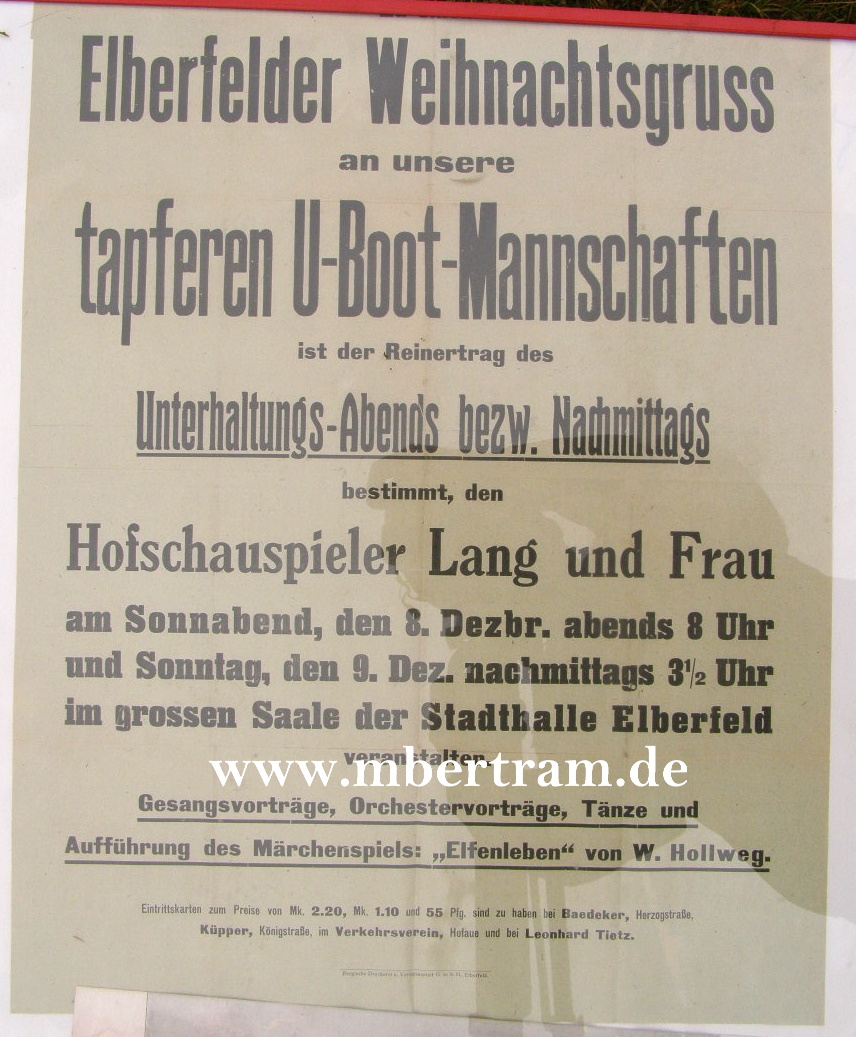 Elberfelder Weihnachtsgruss
an unsere
tapferen U-Boot-Mannschaften
ist der Reinertrag des
Unterhaltungs-Abends bezw. Nachmittags
bestimmt, den
Hofschauspieler Lang und Frau
am Sonnabend, den 8. Dezbr. abends 8 Uhr
und Sonntag, den 9. Dez. nachmittags 3½ Uhr
im grossen Saale der Stadthalle Elberfeld
veranstalten.
www.mbertram.de
Gesangsvorträge, Orchestervorträge, Tänze und
Aufführung des Märchenspiels: „Elfenleben“ von W. Hollweg.
Eintrittskarten zum Preise von Mk. 2.20, Mk. 1.10 und 55 Pfg. sind zu haben bei Baedeker, Herzogstraße,
Küpper, Königstraße, im Verkehrsverein, Hofaue und bei Leonhard Tietz.
Bergische Druckerei u. G. m. b. H., Elberfeld.